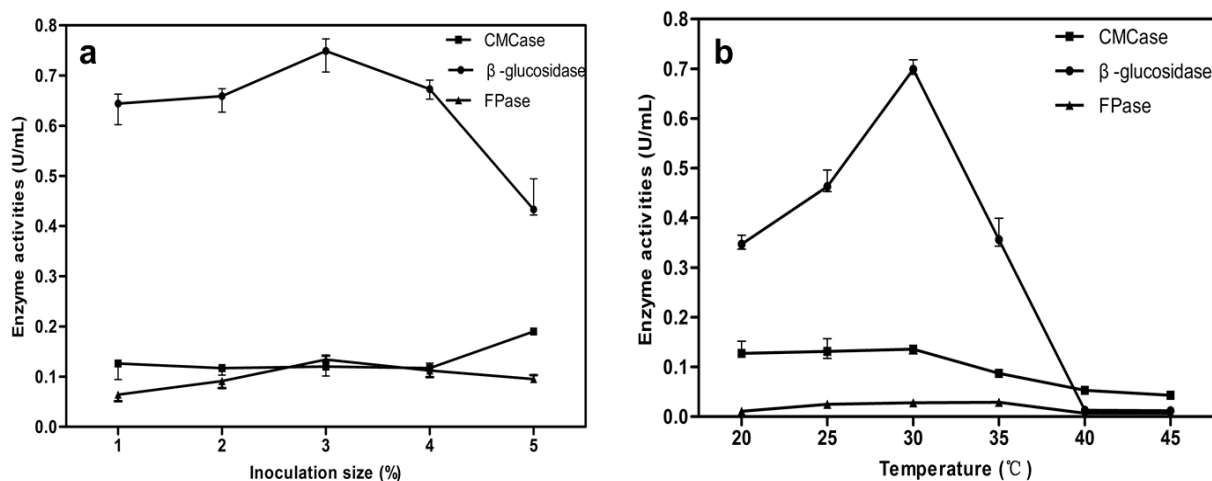 a
CMCase
β-glucosidase
FPase
Enzyme activities (U/mL)
0.8
0.7
0.6
0.5
0.4
0.3
0.2
0.1
0.0
1 2 3 4 5
Inoculation size (%)
b
CMCase
β-glucosidase
FPase
Enzyme activities (U/mL)
0.8
0.7
0.6
0.5
0.4
0.3
0.2
0.1
0.0
20 25 30 35 40 45
Temperature (℃)